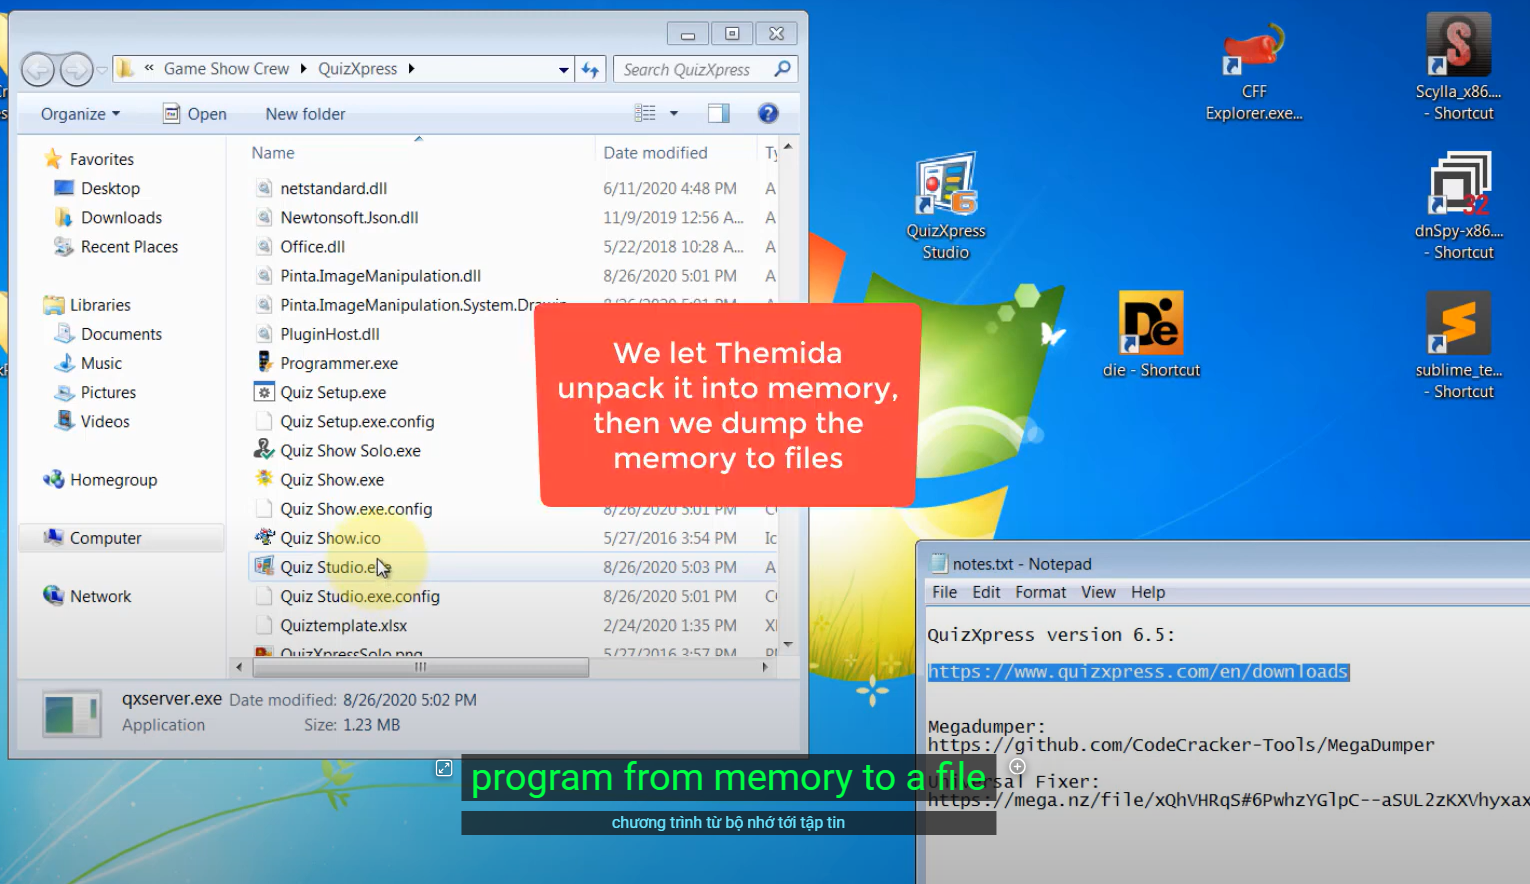 Game Show Crew
QuizXpress
Search QuizXpress
Organize
Open
New folder
Name
Date modified
Favorites
Desktop
Downloads
Recent Places
Libraries
Documents
Music
Pictures
Videos
Homegroup
Computer
Network
netstandard.dll 6/11/2020 4:48 PM A
Newtonsoft.Json.dll 11/9/2019 12:56 A... A
Office.dll 5/22/2018 10:28 A... A
Pinta.ImageManipulation.dll 8/26/2020 5:01 PM A
Pinta.ImageManipulation.System.Drawin
PluginHost.dll
Programmer.exe
Quiz Setup.exe
Quiz Setup.exe.config
Quiz Show Solo.exe
Quiz Show.exe
Quiz Show.exe.config 8/26/2020 5:01 PM
Quiz Show.ico 5/27/2016 3:54 PM Ic
Quiz Studio.exe 8/26/2020 5:03 PM A
Quiz Studio.exe.config 8/26/2020 5:01 PM
Quiztemplate.xlsx 2/24/2020 1:35 PM
QuizXpressSolo.png 5/27/2016 3:57 PM
qxserver.exe Date modified: 8/26/2020 5:02 PM
Application Size: 1.23 MB
We let Themida
unpack it into memory,
then we dump the
memory to files
CFF
Explorer.exe...
S
Scylla_x86....
- Shortcut
6
QuizXpress
Studio
32
dnSpy-x86....
- Shortcut
De
die - Shortcut
sublime_te...
- Shortcut
notes.txt - Notepad
File Edit Format View Help
QuizXpress version 6.5:
https://www.quizxpress.com/en/downloads
Megadumper:
https://github.com/CodeCracker-Tools/MegaDumper
Fixer:
https://mega.nz/file/xQhVHRqS#6PwhzYGlpC--aSUL2zKXVhyxax
program from memory to a file
chương trình từ bộ nhớ tới tập tin